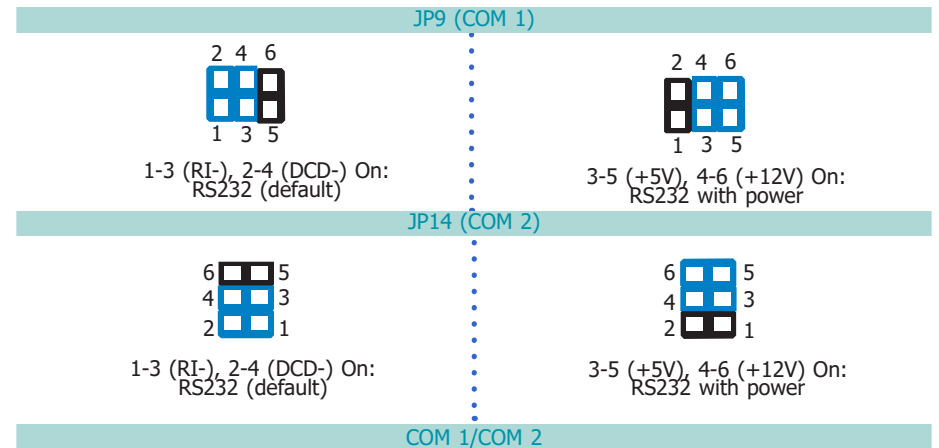 JP9 (COM 1)
2 4 6
1 3 5
1-3 (RI-), 2-4 (DCD-) On:
RS232 (default)
2 4 6
1 3 5
3-5 (+5V), 4-6 (+12V) On:
RS232 with power
JP14 (COM 2)
6 5
4 3
2 1
1-3 (RI-), 2-4 (DCD-) On:
RS232 (default)
6 5
4 3
2 1
3-5 (+5V), 4-6 (+12V) On:
RS232 with power
COM 1/COM 2